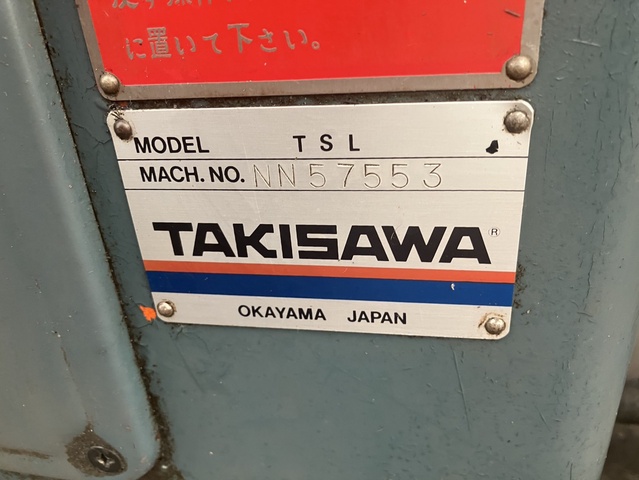 に置いて下さい。
MODEL TSL
MACH. NO. NN57553
TAKISAWA®
OKAYAMA JAPAN